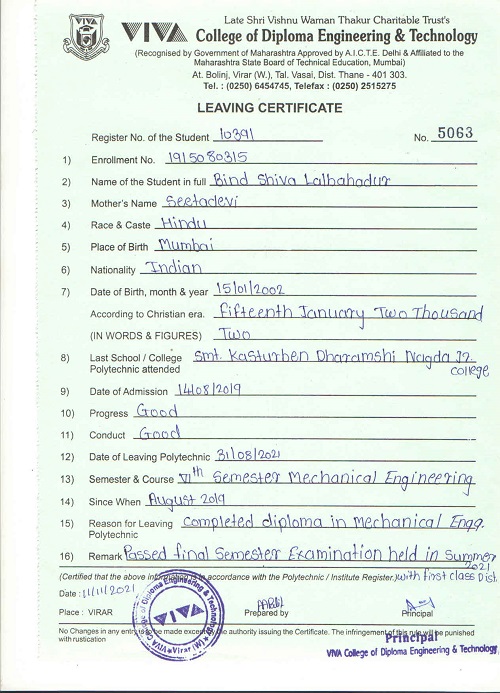 Late Shri Vishnu Waman Thakur Charitable Trust's
VIVA College of Diploma Engineering & Technology
(Recognised by Government of Maharashtra Approved by A.I.C.T.E. Delhi & Affiliated to the
Maharashtra State Board of Technical Education, Mumbai)
At. Bolinj, Virar (W.), Tal. Vasai, Dist. Thane - 401 303.
Tel. : (0250) 6454745, Telefax : (0250) 2515275
LEAVING CERTIFICATE
Register No. of the Student 10391 No. 5063
1) Enrollment No. 1915080315
2) Name of the Student in full Bind Shiva Lalbahadur
3) Mother's Name Seetadevi
4) Race & Caste Hindu
5) Place of Birth Mumbai
6) Nationality Indian
7) Date of Birth, month & year 15/01/2002
According to Christian era. Fifteenth January Two Thousand
(IN WORDS & FIGURES) Two
8) Last School / College Smt. Kasturben Dharamshi Nagda Jr.
Polytechnic attended college
9) Date of Admission 14/08/2019
10) Progress Good
11) Conduct Good
12) Date of Leaving Polytechnic 31/08/2021
13) Semester & Course VIth Semester Mechanical Engineering
14) Since When August 2019
15) Reason for Leaving Completed diploma in Mechanical Engg.
Polytechnic
16) Remark Passed final Semester Examination held in Summer
2021
(Certified that the above information is in accordance with the Polytechnic / Institute Register.) with first class Dist.
Date : 11/11/2021
Place : VIRAR Prepared by Principal
VIVA College of Diploma Engineering & Technology
VIVA
Virar (W)
No Changes in any entry is to be made except by the authority issuing the Certificate. The infringement of this rule will be punished
with rustication
Principal
VIVA College of Diploma Engineering & Technology